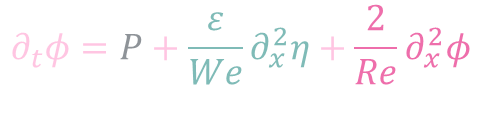 ∂ₜϕ = P + ε/We ∂ₓ²η + 2/Re ∂ₓ²ϕ